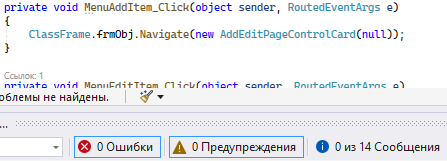 private void MenuAddItem_Click(object sender, RoutedEventArgs e)
{
ClassFrame.frmObj.Navigate(new AddEditPageControlCard(null));
}
Ссылок: 1
private void MenuEditItem_Click(object sender, RoutedEventArgs e)
облемы не найдены.
...
0 Ошибки 0 Предупреждения 0 из 14 Сообщения